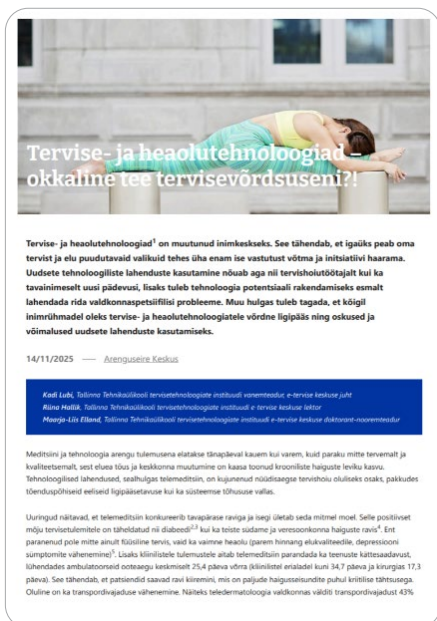 Tervise- ja heaolutehnoloogiad –
okkaline tee tervisevõrdsuseni?!
Tervise- ja heaolutehnoloogiad¹ on muutunud inimkeskseks. See tähendab, et igaüks peab oma
tervist ja elu puudutavaid valikuid tehes üha enam ise vastutust võtma ja initsiatiivi haarama.
Uudsete tehnoloogiliste lahenduste kasutamine nõuab aga nii tervishoiutöötajalt kui ka
tavainimeselt uusi pädevusi, lisaks tuleb tehnoloogia potentsiaali rakendamiseks esmalt
lahendada rida valdkonnaspetsiifilisi probleeme. Muu hulgas tuleb tagada, et kõigil
inimrühmadel oleks tervise- ja heaolutehnoloogiatele võrdne ligipääs ning oskused ja
võimalused uudsete lahenduste kasutamiseks.
14/11/2025 — Arenguseire Keskus
Kadi Lubi, Tallinna Tehnikaülikooli tervisetehnoloogiate instituudi vanemteadur, e-tervise keskuse juht
Riina Hallik, Tallinna Tehnikaülikooli tervisetehnoloogiate instituudi e-tervise keskuse lektor
Maarja-Liis Elland, Tallinna Tehnikaülikooli tervisetehnoloogiate instituudi e-tervise keskuse doktorant-nooremteadur
Meditsiini ja tehnoloogia arengu tulemusena elatakse tänapäeval kauem kui varem, kuid paraku mitte tervemalt ja
kvaliteetsemalt, sest eluea tõus ja keskkonna muutumine on kaasa toonud krooniliste haiguste leviku kasvu.
Tehnoloogilised lahendused, sealhulgas telemeditsiin, on kujunenud nüüdisaegse tervishoiu oluliseks osaks, pakkudes
tõenduspõhiseid eeliseid ligipääsetavuse kui ka süsteemse tõhususe vallas.
Uuringud näitavad, et telemeditsiin konkureerib tavapärase raviga ja isegi ületab seda mitmel moel. Selle positiivset
mõju tervisetulemitele on täheldatud nii diabeedi²,³ kui ka teiste südame ja veresoonkonna haiguste ravis⁴. Ent
paranenud pole mitte ainult füüsiline tervis, vaid ka vaimne heaolu (parem hinnang elukvaliteedile, depressiooni
sümptomite vähenemine)⁵. Lisaks kliinilistele tulemustele aitab telemeditsiin parandada ka teenuste kättesaadavust,
lühendades ambulatoorseid ooteaegu keskmiselt 25,4 päeva võrra (kliinilistel erialadel kuni 34,7 päeva ja kirurgias 17,3
päeva). See tähendab, et patsiendid saavad ravi kiiremini, mis on paljude haigusseisundite puhul kriitilise tähtsusega.
Oluline on ka transpordivajaduse vähenemine. Näiteks teledermatoloogia valdkonnas välditi transpordivajadust 43%